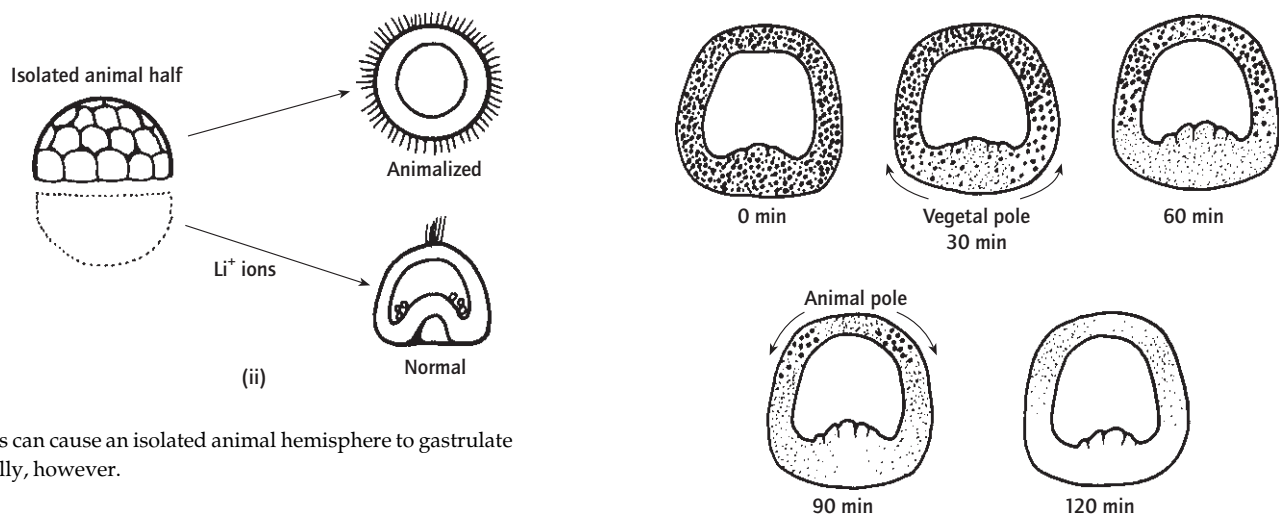 Isolated animal half
Animalized
Li+ ions
Normal
(ii)
s can cause an isolated animal hemisphere to gastrulate
lly, however.
0 min
Vegetal pole
30 min
60 min
Animal pole
90 min
120 min